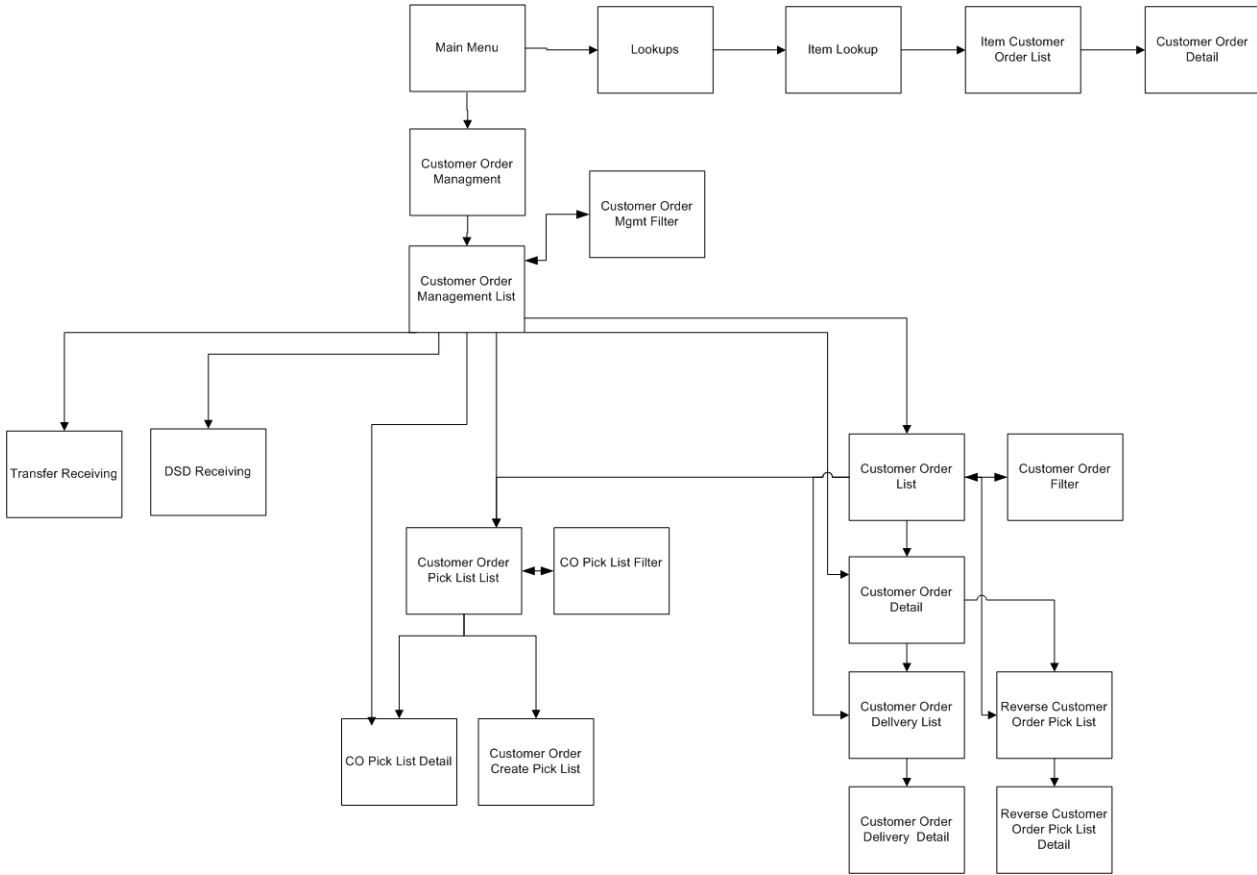 Main Menu
Lookups
Item Lookup
Item Customer
Order List
Customer Order
Detail
Customer Order
Managment
Customer Order
Mgmt Filter
Customer Order
Management List
Transfer Receiving
DSD Receiving
Customer Order
List
Customer Order
Filter
Customer Order
Pick List List
CO Pick List Filter
Customer Order
Detail
CO Pick List Detail
Customer Order
Create Pick List
Customer Order
Dellvery List
Reverse Customer
Order Pick List
Customer Order
Delivery Detail
Reverse Customer
Order Pick List
Detail